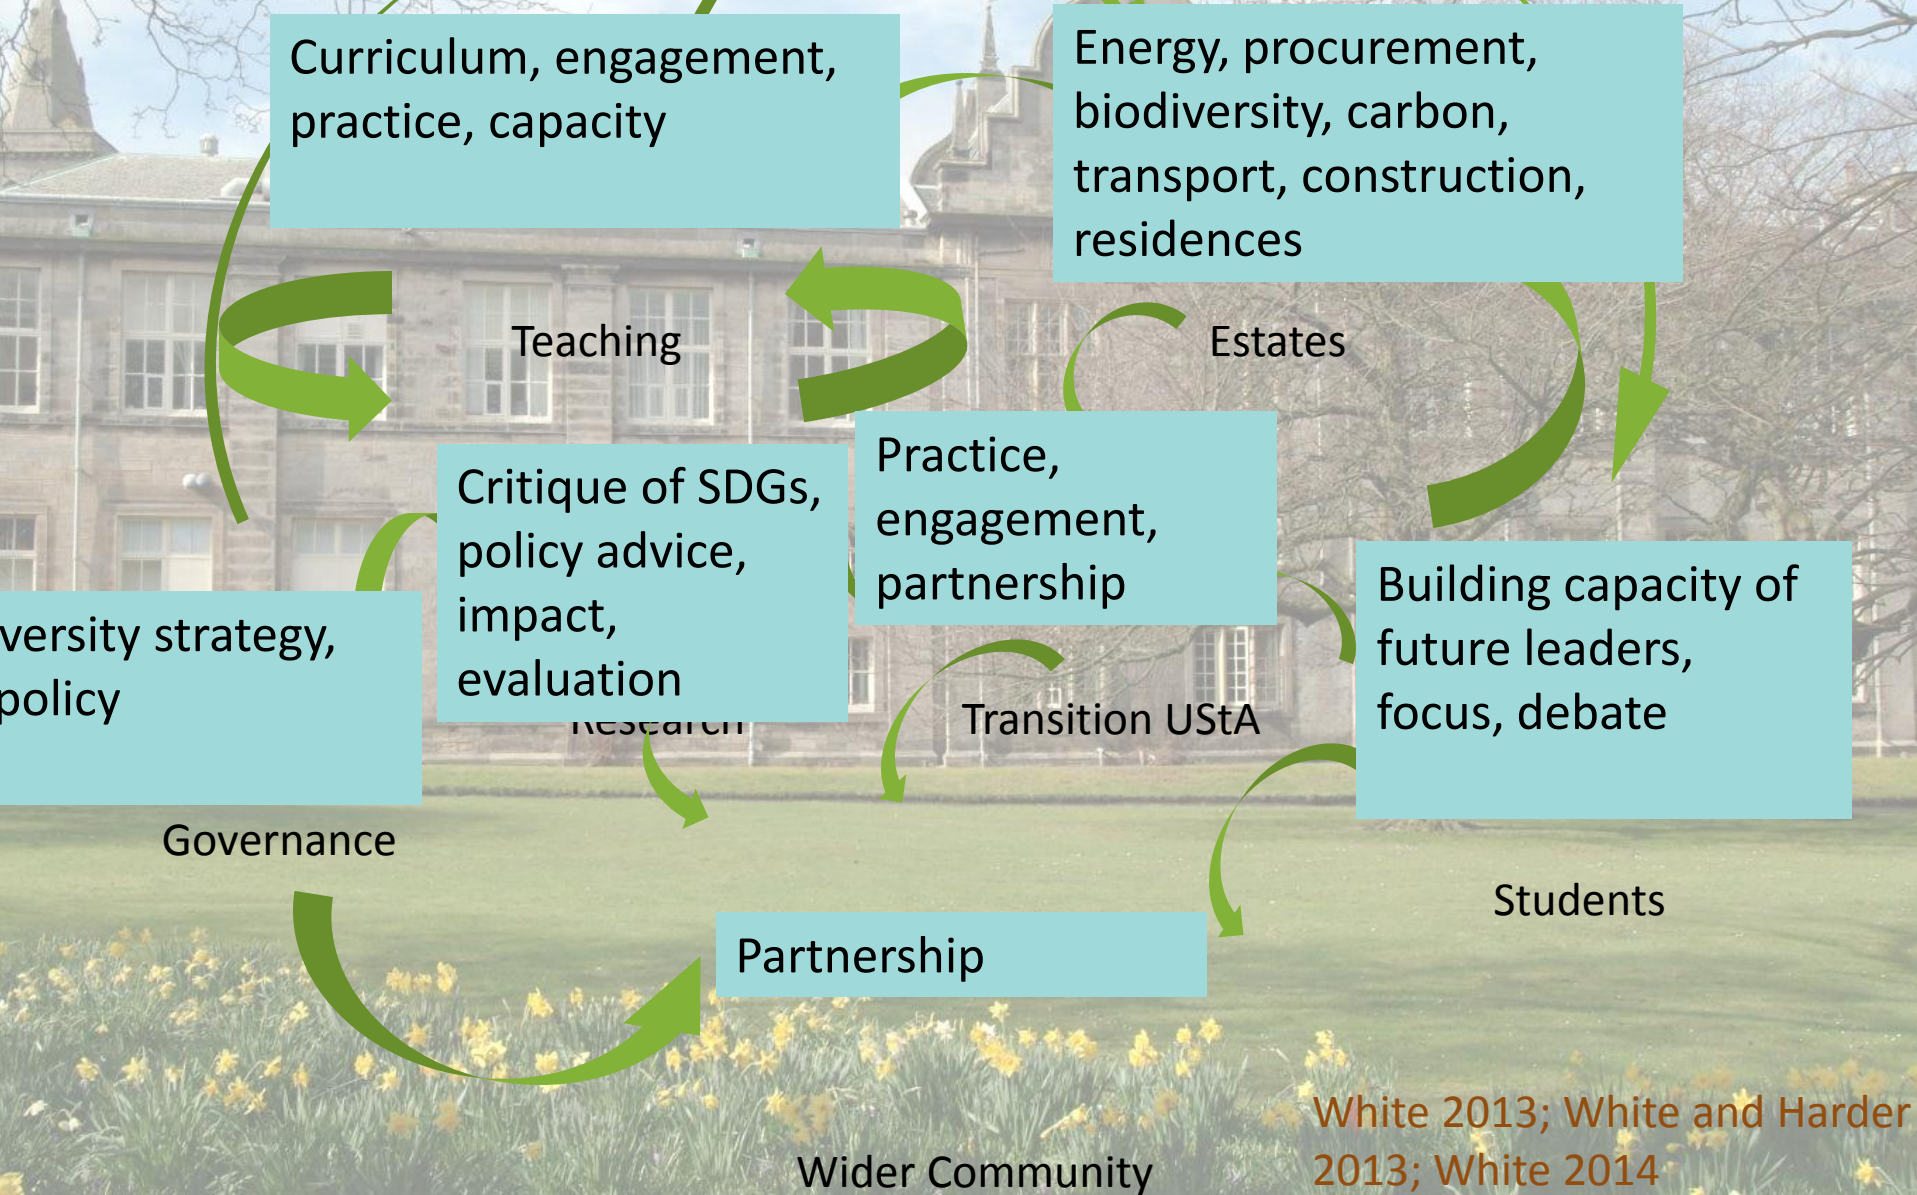 Curriculum, engagement,
practice, capacity
Energy, procurement,
biodiversity, carbon,
transport, construction,
residences
Teaching
Estates
Critique of SDGs,
policy advice,
impact,
evaluation
Research
Practice,
engagement,
partnership
Transition UStA
Building capacity of
future leaders,
focus, debate
versity strategy,
policy
Governance
Students
Partnership
Wider Community
White 2013; White and Harder
2013; White 2014